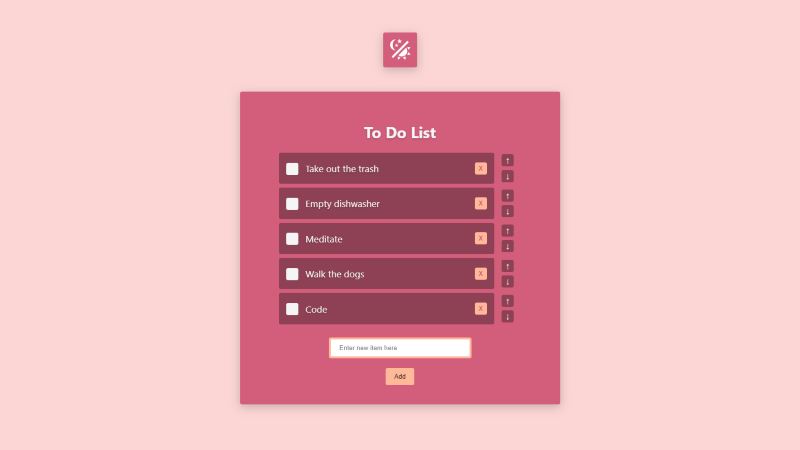 To Do List
Take out the trash X ↑
↓
Empty dishwasher X ↑
↓
Meditate X ↑
↓
Walk the dogs X ↑
↓
Code X ↑
↓
Enter new item here
Add